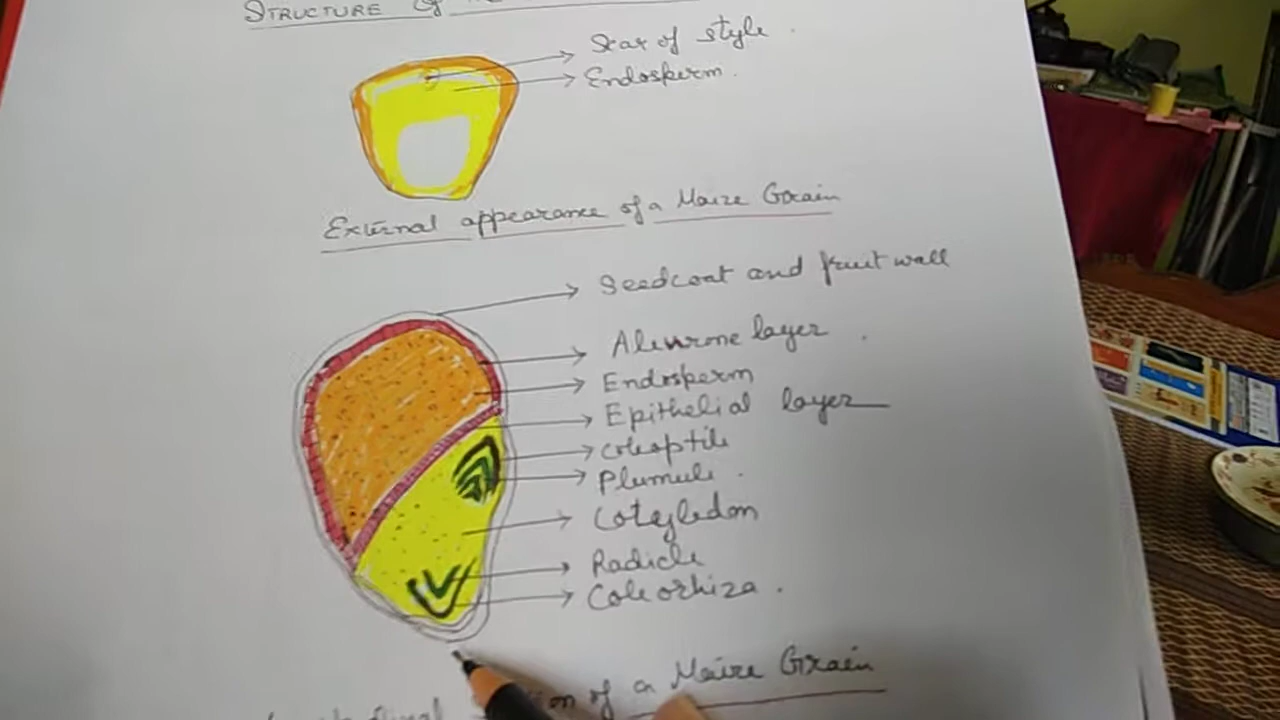 STRUCTURE OF
Scar of style
Endosperm
External appearance of a Maize Grain
Seedcoat and fruit wall
Aleurone layer
Endosperm
Epithelial layer
Coleoptile
Plumule
Cotyledon
Radicle
Coleorhiza
of a Maize Grain